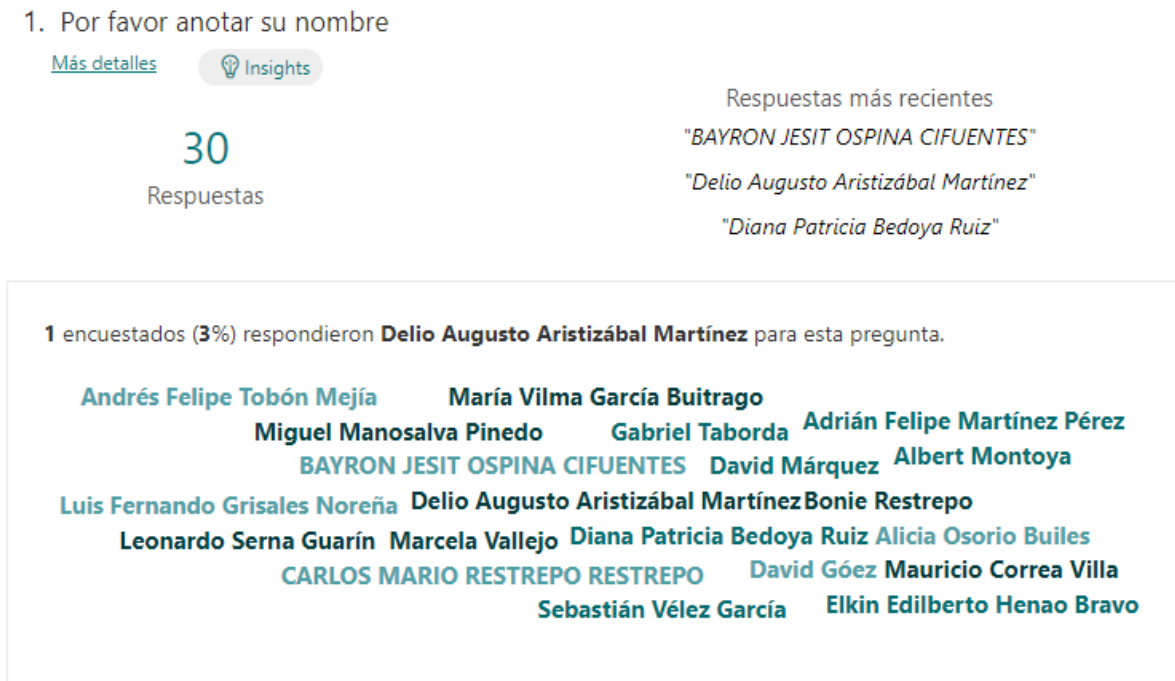 1. Por favor anotar su nombre
Más detalles
Insights
30
Respuestas
Respuestas más recientes
"BAYRON JESIT OSPINA CIFUENTES"
"Delio Augusto Aristizábal Martínez"
"Diana Patricia Bedoya Ruiz"
1 encuestados (3%) respondieron Delio Augusto Aristizábal Martínez para esta pregunta.
Andrés Felipe Tobón Mejía María Vilma García Buitrago
Adrián Felipe Martínez Pérez
Miguel Manosalva Pinedo Gabriel Taborda
Albert Montoya
BAYRON JESIT OSPINA CIFUENTES David Márquez
Luis Fernando Grisales Noreña Delio Augusto Aristizábal Martínez Bonie Restrepo
Leonardo Serna Guarín Marcela Vallejo Diana Patricia Bedoya Ruiz Alicia Osorio Builes
CARLOS MARIO RESTREPO RESTREPO David Góez Mauricio Correa Villa
Sebastián Vélez García Elkin Edilberto Henao Bravo